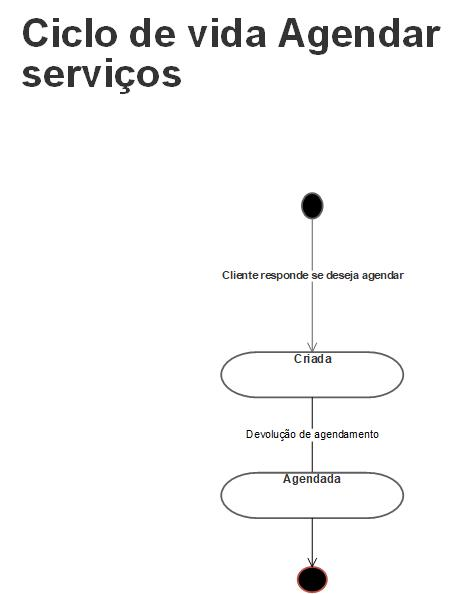 Ciclo de vida Agendar
serviços
Cliente responde se deseja agendar
Criada
Devolução de agendamento
Agendada